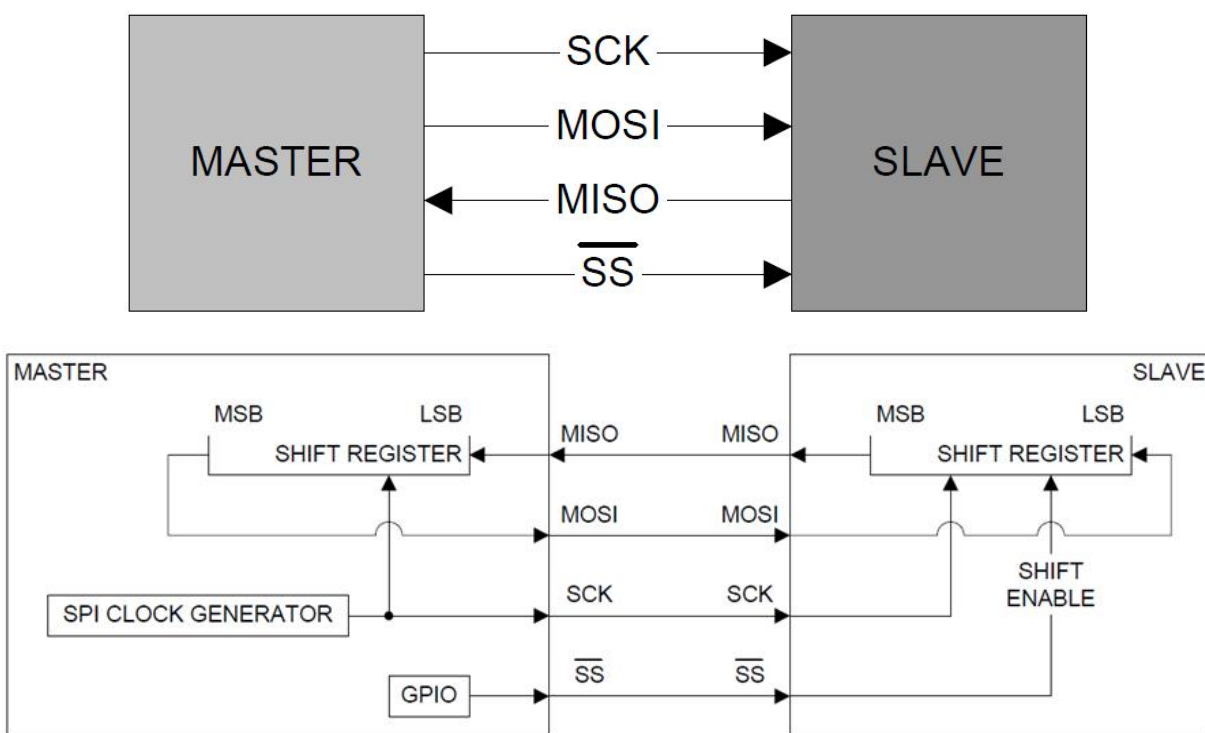 SCK
MOSI
MASTER
SLAVE
MISO
SS
MASTER
SLAVE
MSB
LSB
MISO
MISO
MSB
LSB
SHIFT REGISTER
SHIFT REGISTER
MOSI
MOSI
SHIFT
ENABLE
SPI CLOCK GENERATOR
SCK
SCK
SS
SS
GPIO